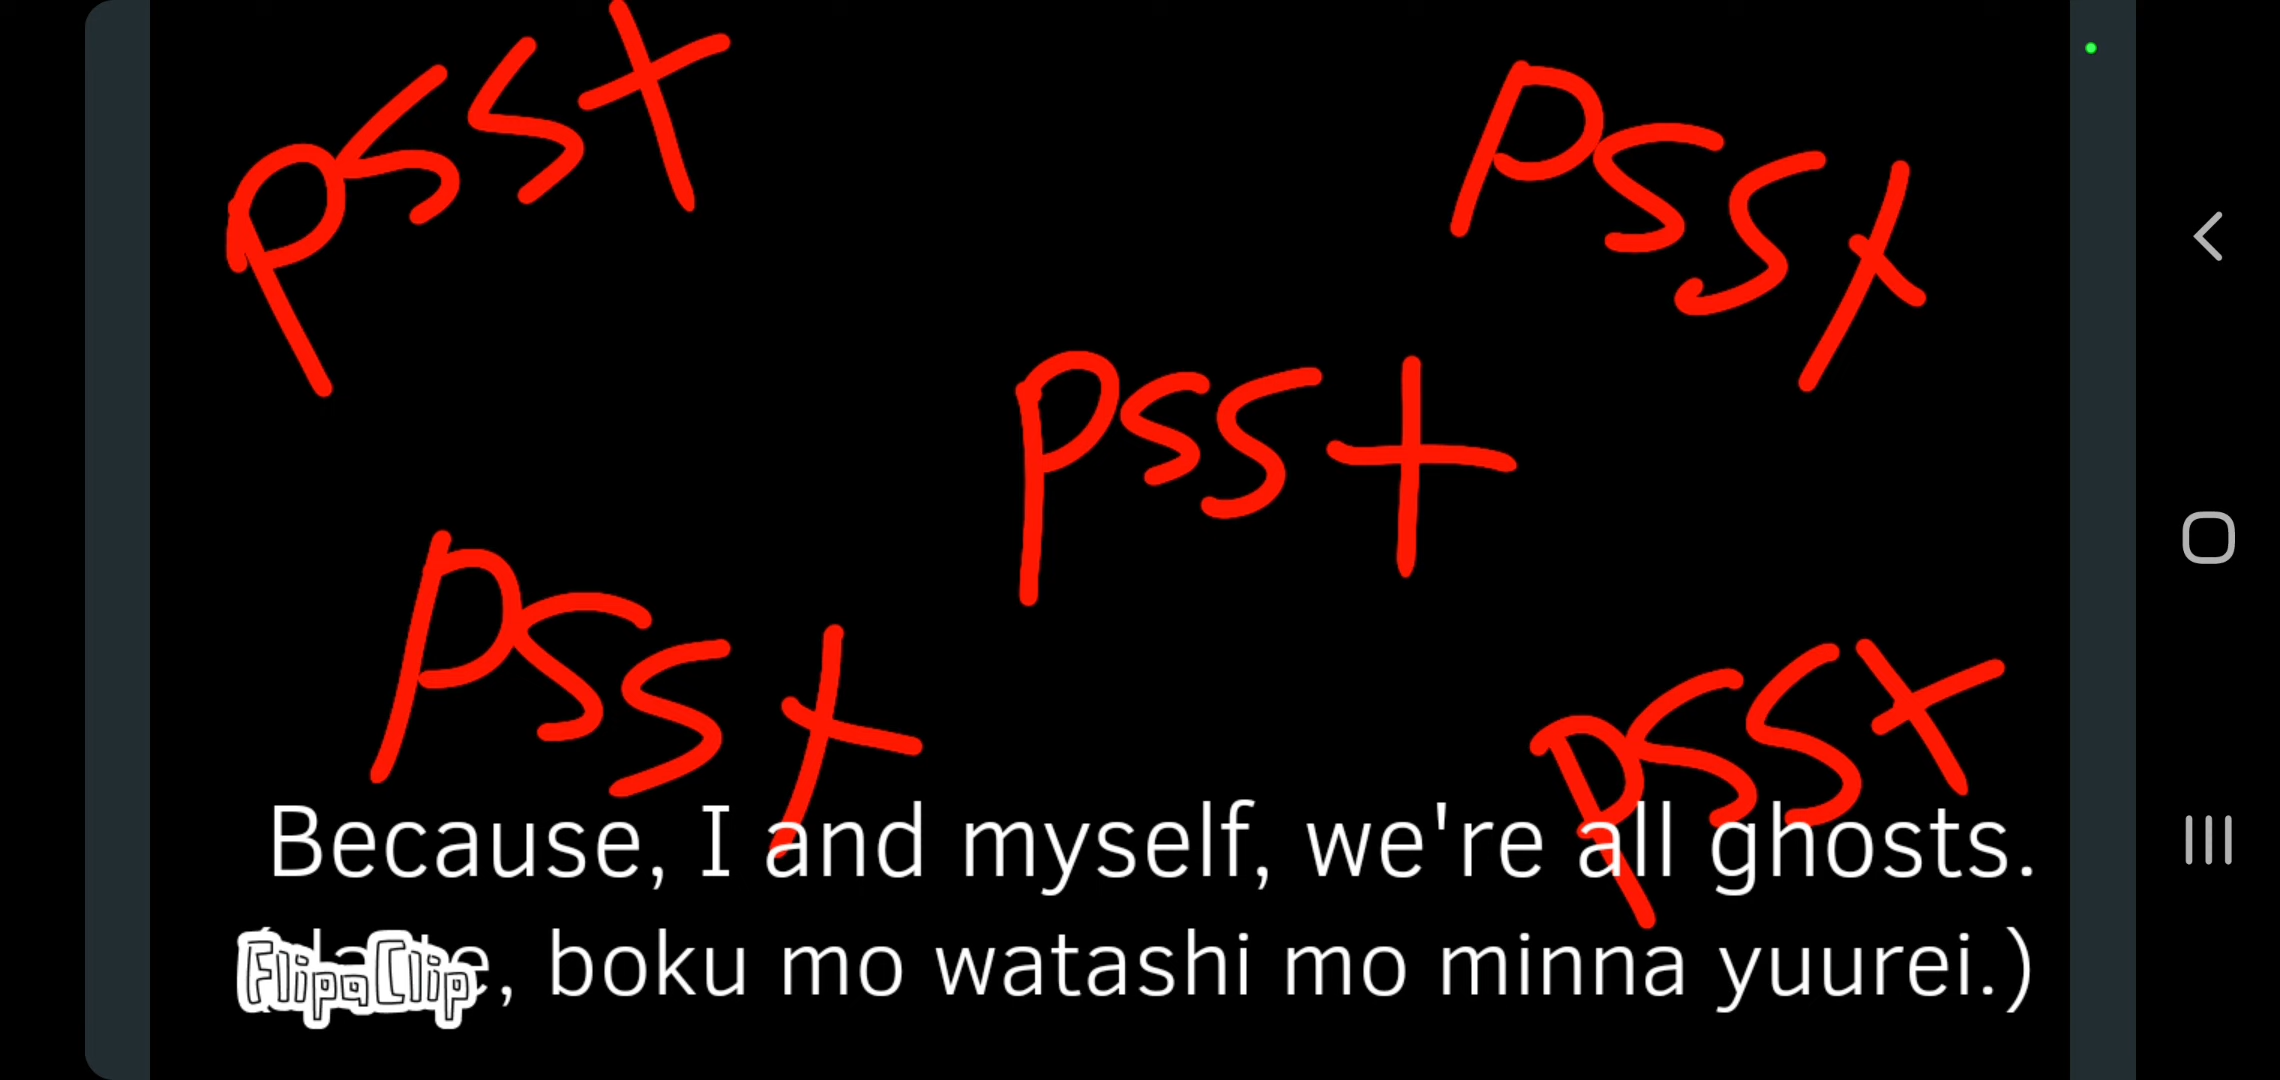 psst
psst
psst
psst
psst
Because, I and myself, we're all ghosts.
FlipaClip, boku mo watashi mo minna yuurei.)